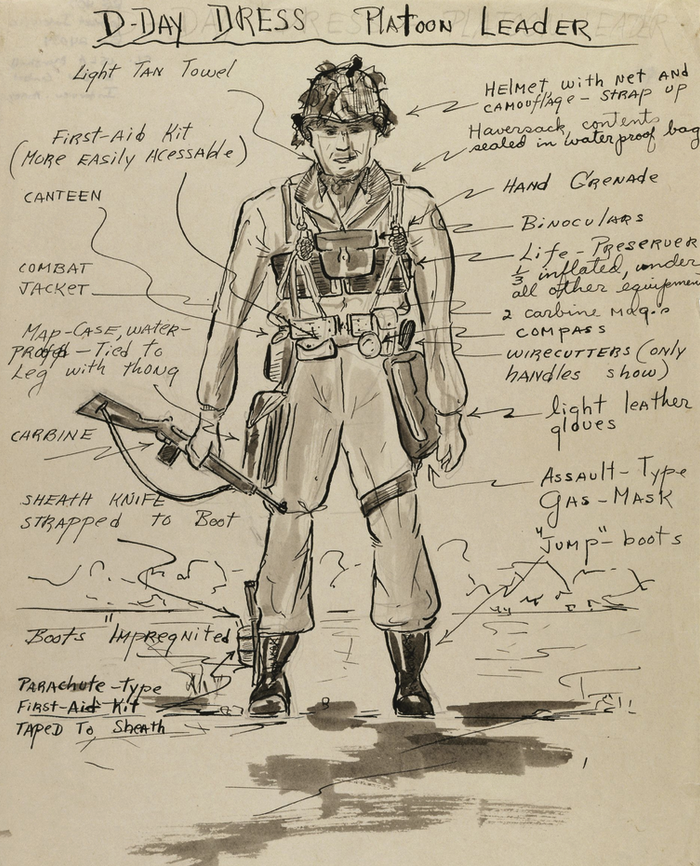 D-DAY DRESS PLATOON LEADER
Light TAN Towel
FIRST-AID KIT
(MORE EASILY ACESSABLE)
CANTEEN
COMBAT
JACKET
MAP-CASE, WATER-
PROOFD - TIED to
LEG with thong
CARBINE
SHEATH KNIFE
STRAPPED to BOOT
BOOTS "IMPREGNITED
PARACHUTE-TYPE
FIRST-AID KIT
TAPED TO SHEATH
HELMET with NET AND
CAMOUFLAGE - STRAP UP
Haversack, contents
sealed in waterproof bag
HAND GRENADE
BINOCULARS
Life-Preserver
1/3 inflated, under
all other equipmen
2 carbine mag.s
COMPASS
WIRECUTTERS (only
handles show)
light leather
gloves
ASSAULT-TYPE
GAS-MASK
"JUMP"-boots